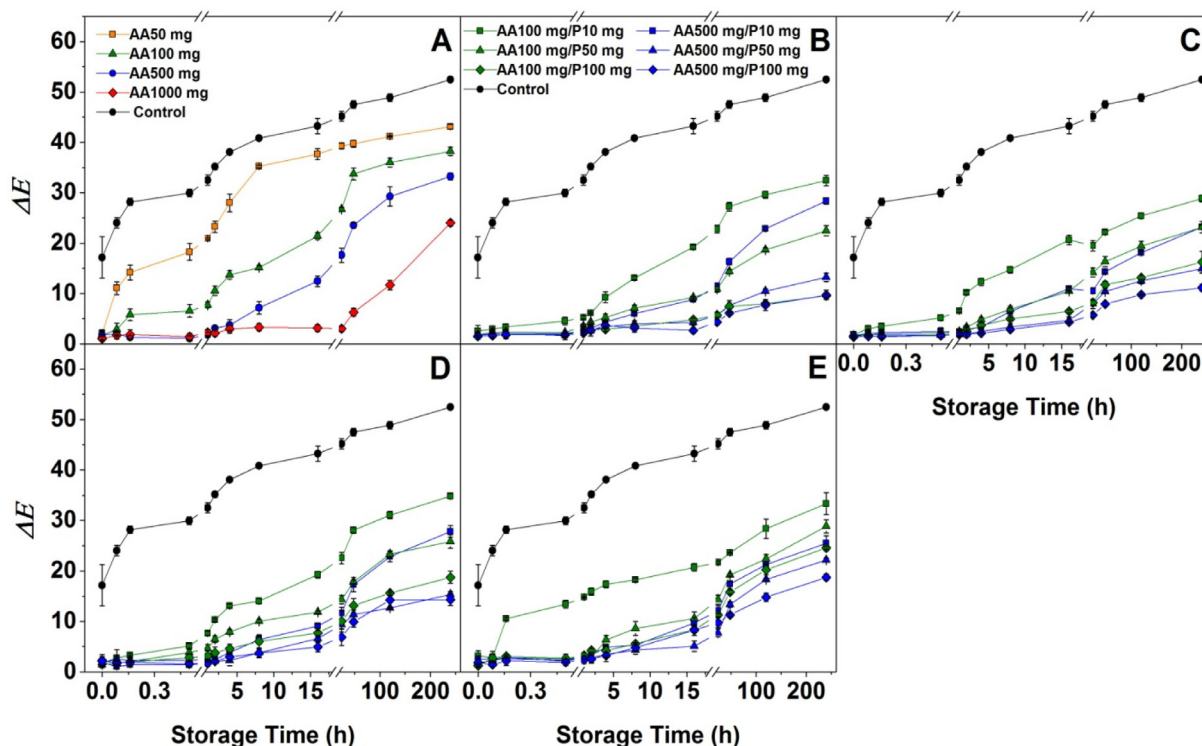 A
AA50 mg
AA100 mg
AA500 mg
AA1000 mg
Control
B
AA100 mg/P10 mg AA500 mg/P10 mg
AA100 mg/P50 mg AA500 mg/P50 mg
AA100 mg/P100 mg AA500 mg/P100 mg
Control
C
60
50
40
30
20
10
0
ΔE
0.0 0.3 5 15 100 200
Storage Time (h)
D
E
60
50
40
30
20
10
0
ΔE
0.0 0.3 5 10 15 100 200
0.0 0.3 5 10 15 100 200
Storage Time (h) Storage Time (h)